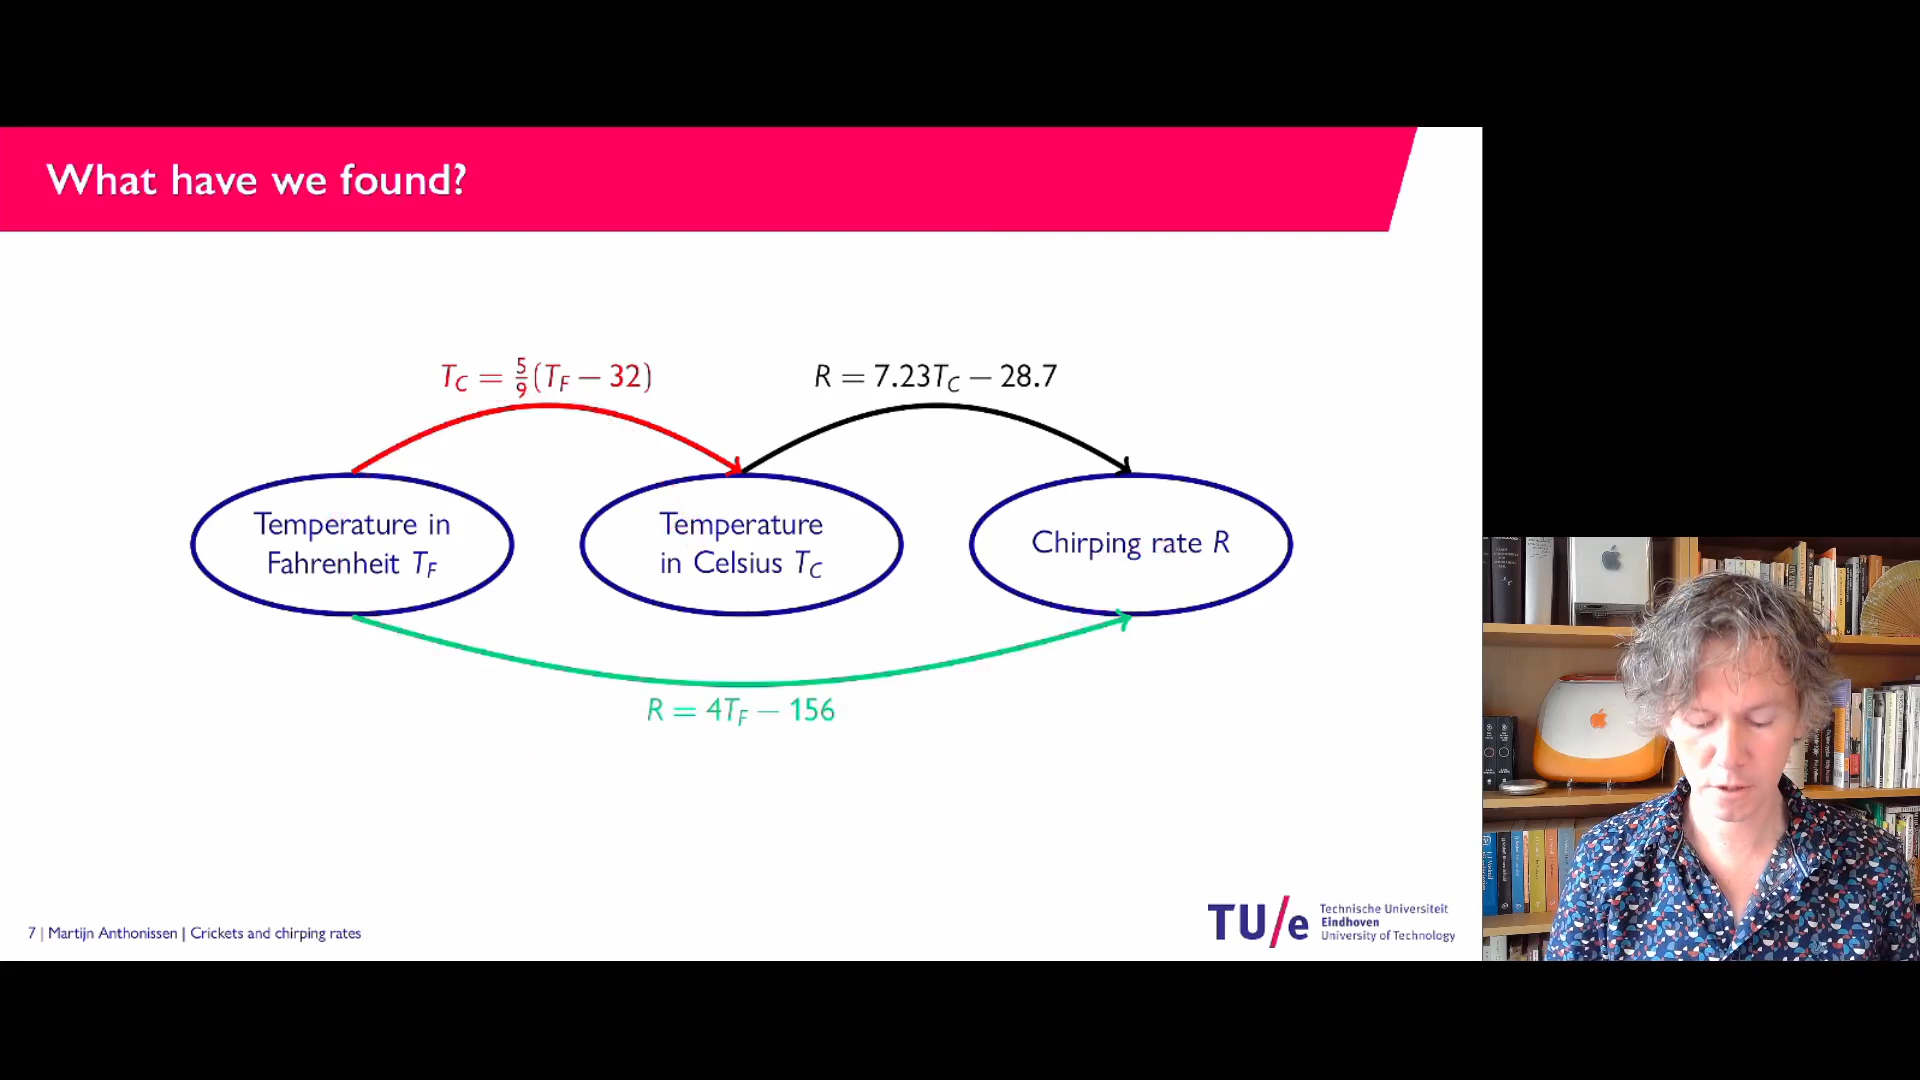 What have we found?
T_C = 5/9 (T_F − 32)
R = 7.23T_C − 28.7
Temperature in
Fahrenheit T_F
Temperature
in Celsius T_C
Chirping rate R
R = 4T_F − 156
7 | Martijn Anthonissen | Crickets and chirping rates
TU/e
Technische Universiteit
Eindhoven
University of Technology